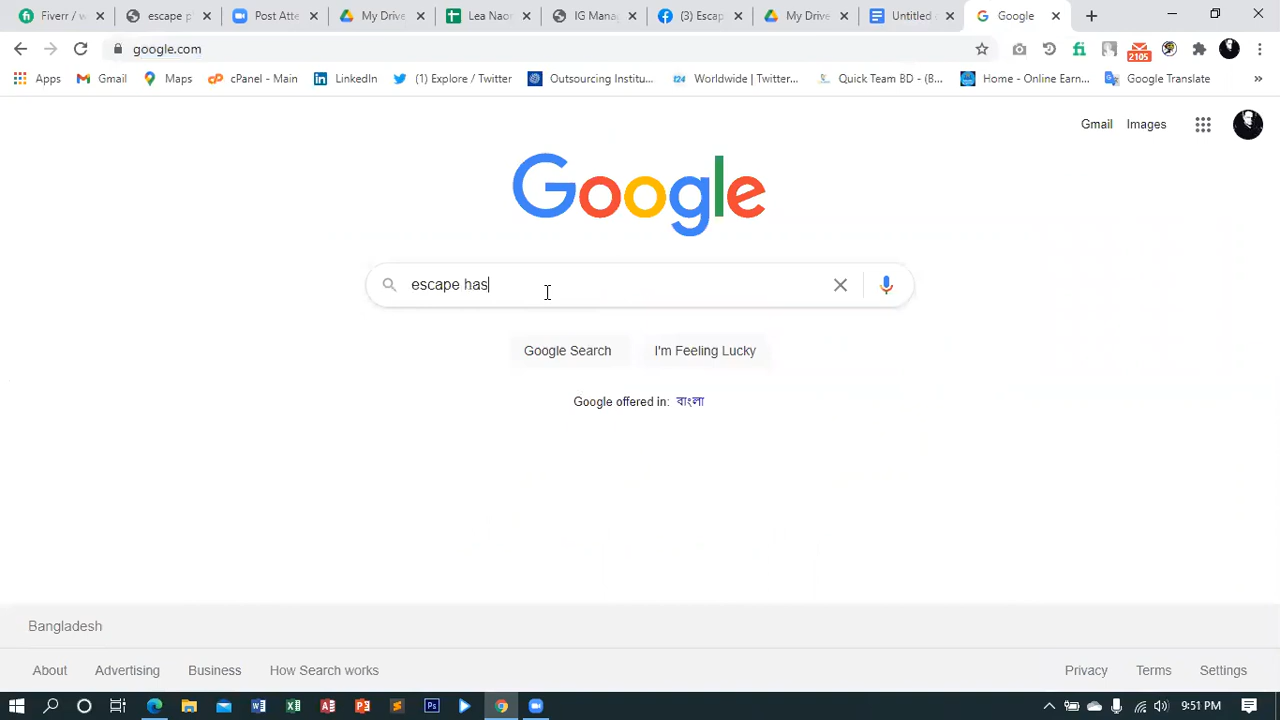 Fiverr / w
escape r
Post Atte
My Drive
Lea Naor
IG Mana
(3) Esca
My Drive
Untitled
Google
google.com
2105
Apps
Gmail
Maps
cPanel - Main
LinkedIn
(1) Explore / Twitter
Outsourcing Institu...
Worldwide | Twitter...
Quick Team BD - (B...
Home - Online Earn...
Google Translate
»
Gmail
Images
Google
escape has
Google Search
I'm Feeling Lucky
Google offered in: বাংলা
Bangladesh
About
Advertising
Business
How Search works
Privacy
Terms
Settings
9:51 PM